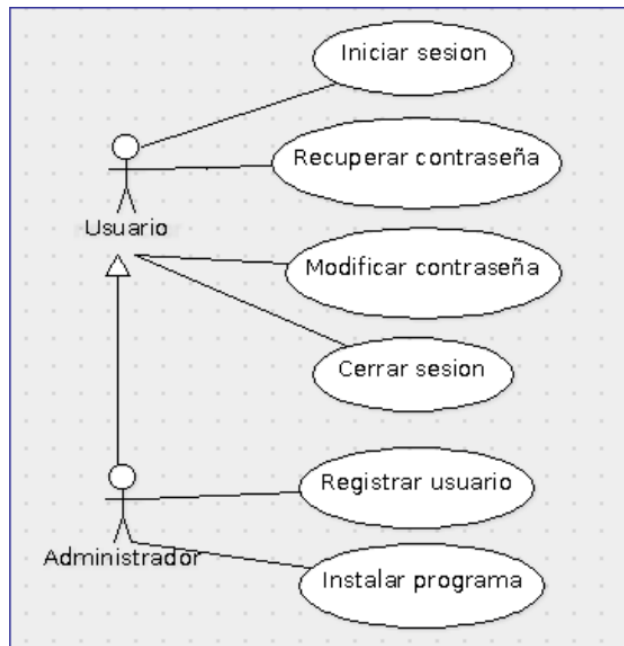 Iniciar sesion
Recuperar contraseña
Usuario
Modificar contraseña
Cerrar sesion
Registrar usuario
Administrador
Instalar programa